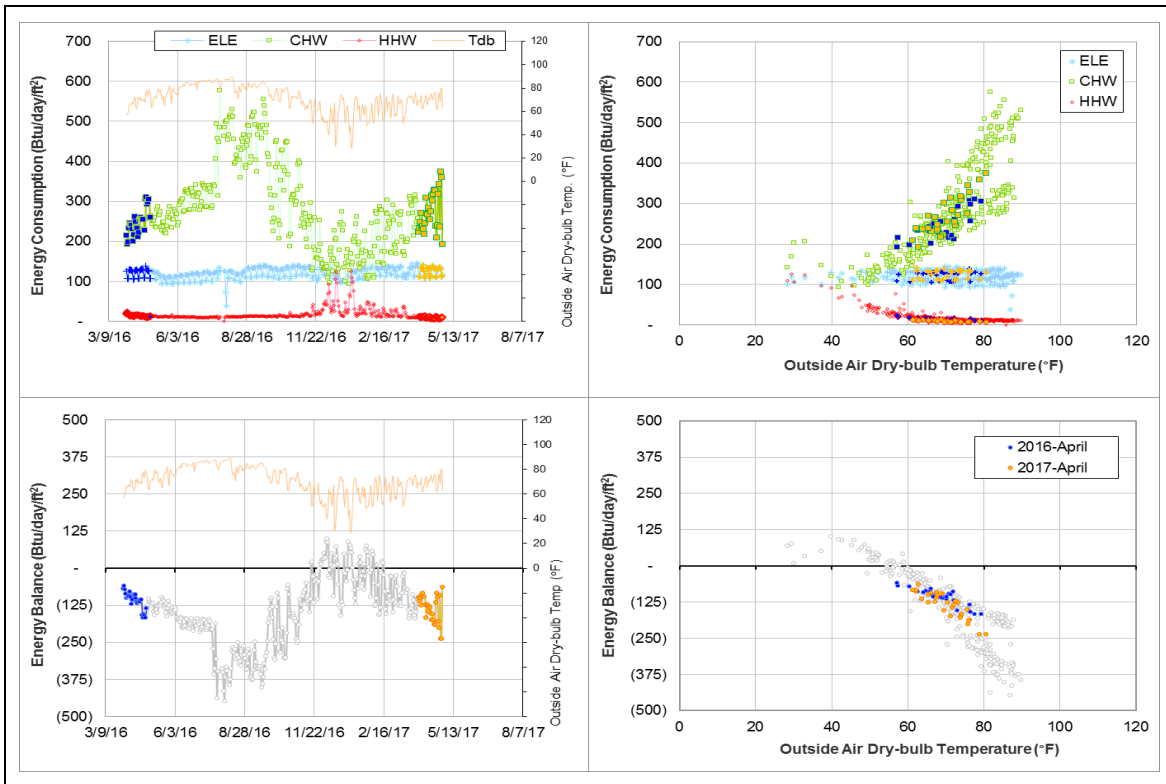 ELE CHW HHW Tdb
Energy Consumption (Btu/day/ft²)
700
600
500
400
300
200
100
-
3/9/16 6/3/16 8/28/16 11/22/16 2/16/17 5/13/17 8/7/17
120
100
80
60
40
20
0
Outside Air Dry-bulb Temp. (°F)
ELE
CHW
HHW
Energy Consumption (Btu/day/ft²)
700
600
500
400
300
200
100
-
0 20 40 60 80 100 120
Outside Air Dry-bulb Temperature (°F)
Energy Balance (Btu/day/ft²)
500
375
250
125
-
(125)
(250)
(375)
(500)
3/9/16 6/3/16 8/28/16 11/22/16 2/16/17 5/13/17 8/7/17
120
100
80
60
40
20
0
Outside Air Dry-bulb Temp (°F)
2016-April
2017-April
Energy Balance (Btu/day/ft²)
500
375
250
125
-
(125)
(250)
(375)
(500)
0 20 40 60 80 100 120
Outside Air Dry-bulb Temperature (°F)